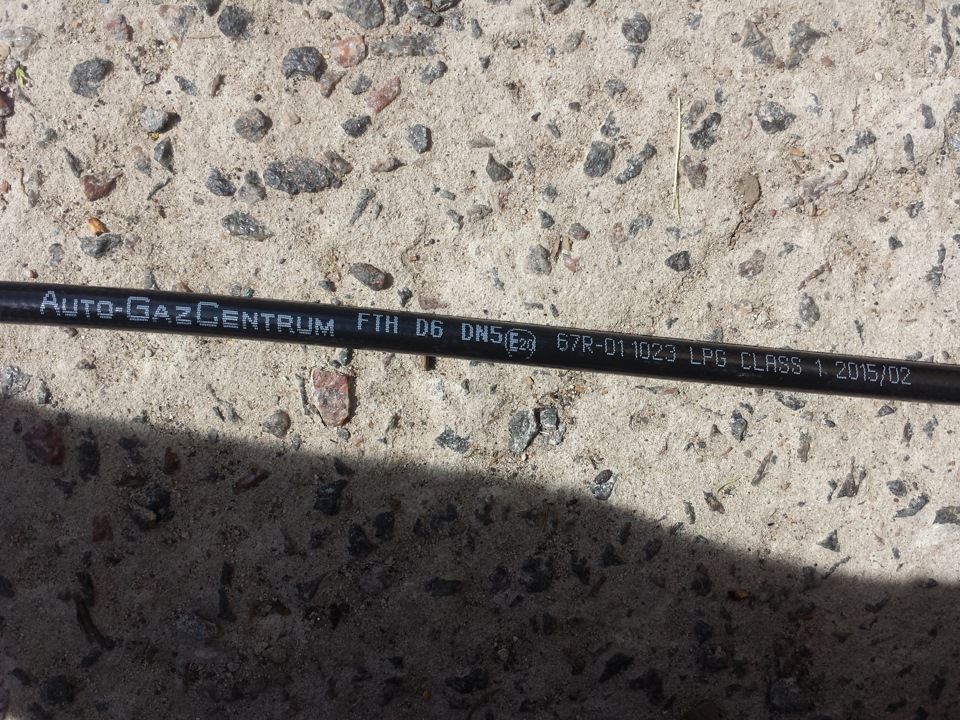 AUTO-GAZCENTRUM FTH D6 DN5 E20 67R-011023 LPG CLASS 1 2015/02